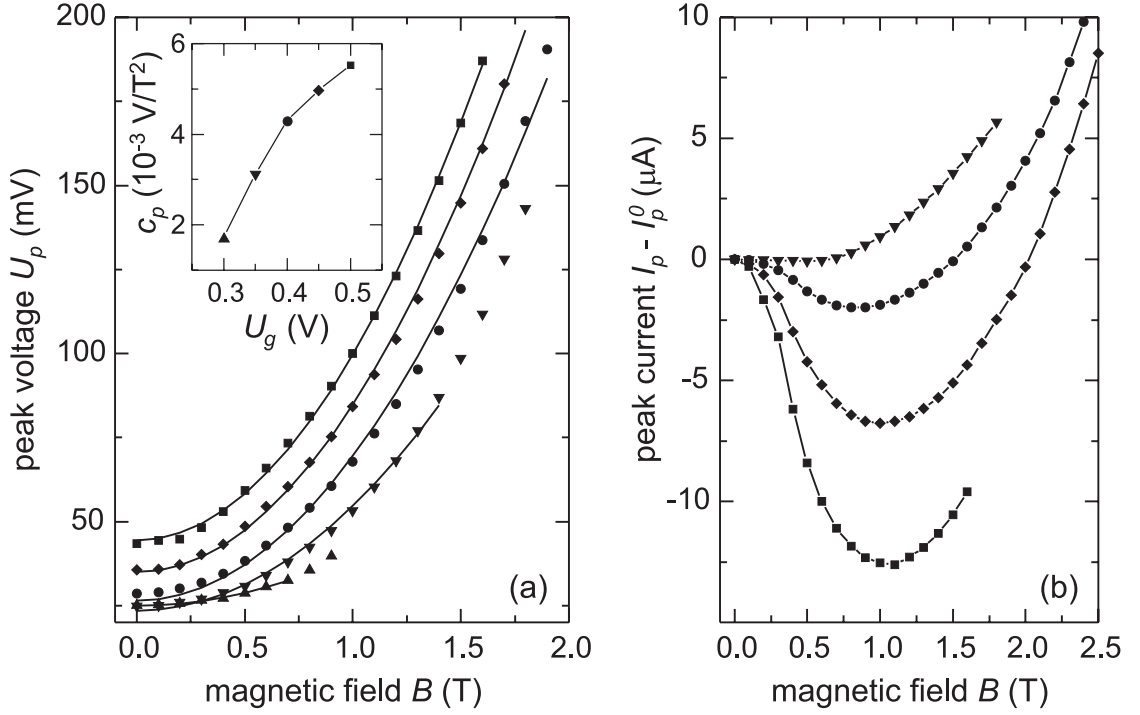 200
150
100
50
peak voltage U_p (mV)
6
4
2
c_p (10^-3 V/T^2)
0.3 0.4 0.5
U_g (V)
(a)
0.0 0.5 1.0 1.5 2.0
magnetic field B (T)
10
5
0
-5
-10
peak current I_p - I_p^0 (μA)
(b)
0.0 0.5 1.0 1.5 2.0 2.5
magnetic field B (T)